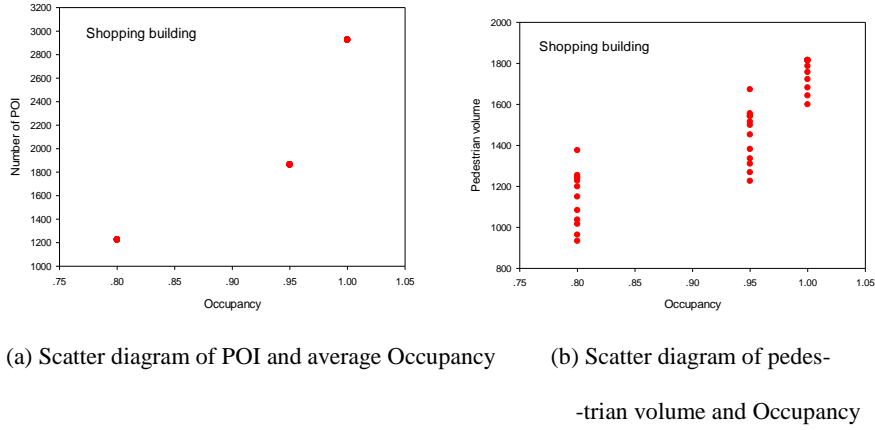 Shopping building
Number of POI
3200
3000
2800
2600
2400
2200
2000
1800
1600
1400
1200
1000
.75 .80 .85 .90 .95 1.00 1.05
Occupancy
Shopping building
Pedestrian volume
2000
1800
1600
1400
1200
1000
800
.75 .80 .85 .90 .95 1.00 1.05
Occupancy
(a) Scatter diagram of POI and average Occupancy
(b) Scatter diagram of pedes-
-trian volume and Occupancy